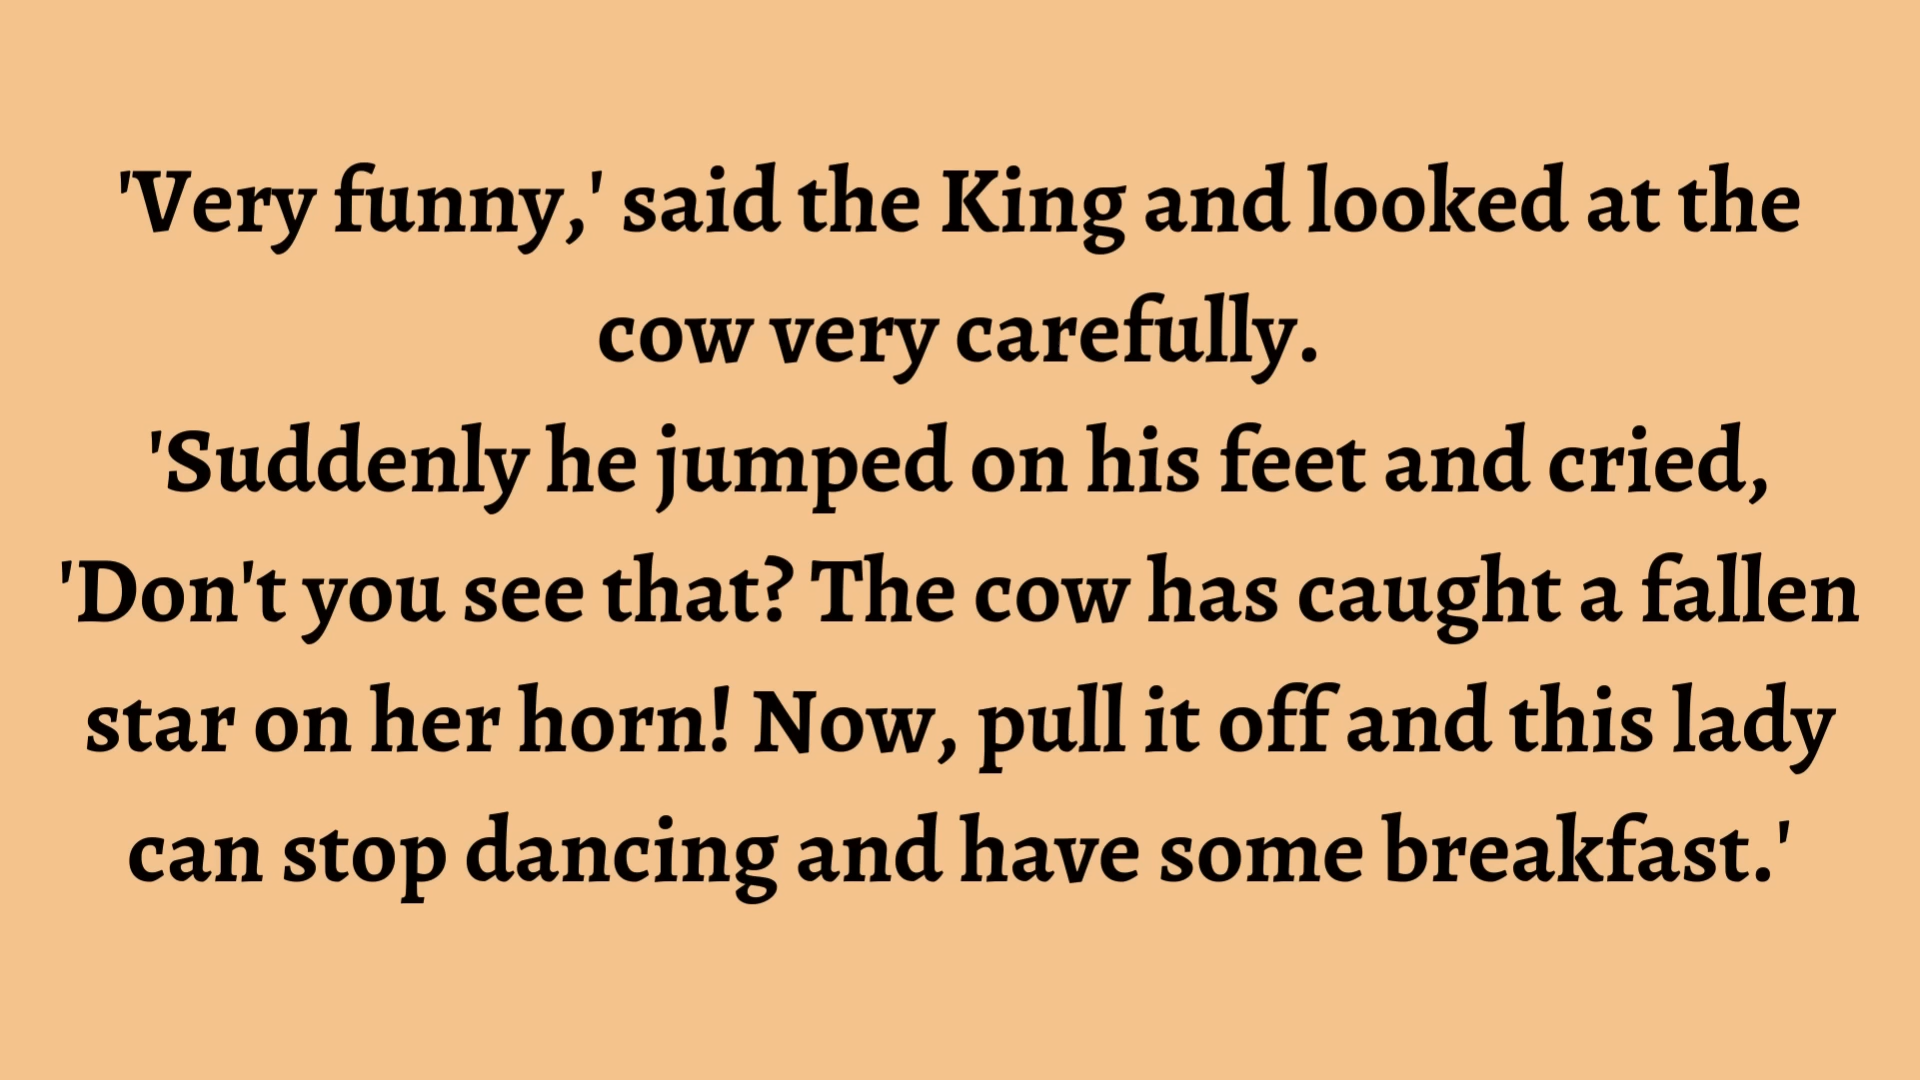 'Very funny,' said the King and looked at the
cow very carefully.
'Suddenly he jumped on his feet and cried,
'Don't you see that? The cow has caught a fallen
star on her horn! Now, pull it off and this lady
can stop dancing and have some breakfast.'